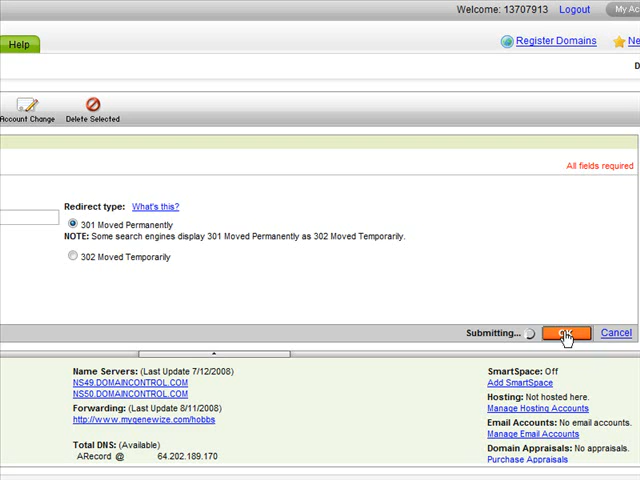 Welcome: 13707913 Logout My Ac
Help
Register Domains Ne
D
Account Change Delete Selected
All fields required
Redirect type: What's this?
301 Moved Permanently
NOTE: Some search engines display 301 Moved Permanently as 302 Moved Temporarily.
302 Moved Temporarily
Submitting... Cancel
Name Servers: (Last Update 7/12/2008)
NS49.DOMAINCONTROL.COM
NS50.DOMAINCONTROL.COM
Forwarding: (Last Update 8/11/2008)
http://www.mygenewize.com/hobbs
Total DNS: (Available)
ARecord @ 64.202.189.170
SmartSpace: Off
Add SmartSpace
Hosting: Not hosted here.
Manage Hosting Accounts
Email Accounts: No email accounts.
Manage Email Accounts
Domain Appraisals: No appraisals.
Purchase Appraisals